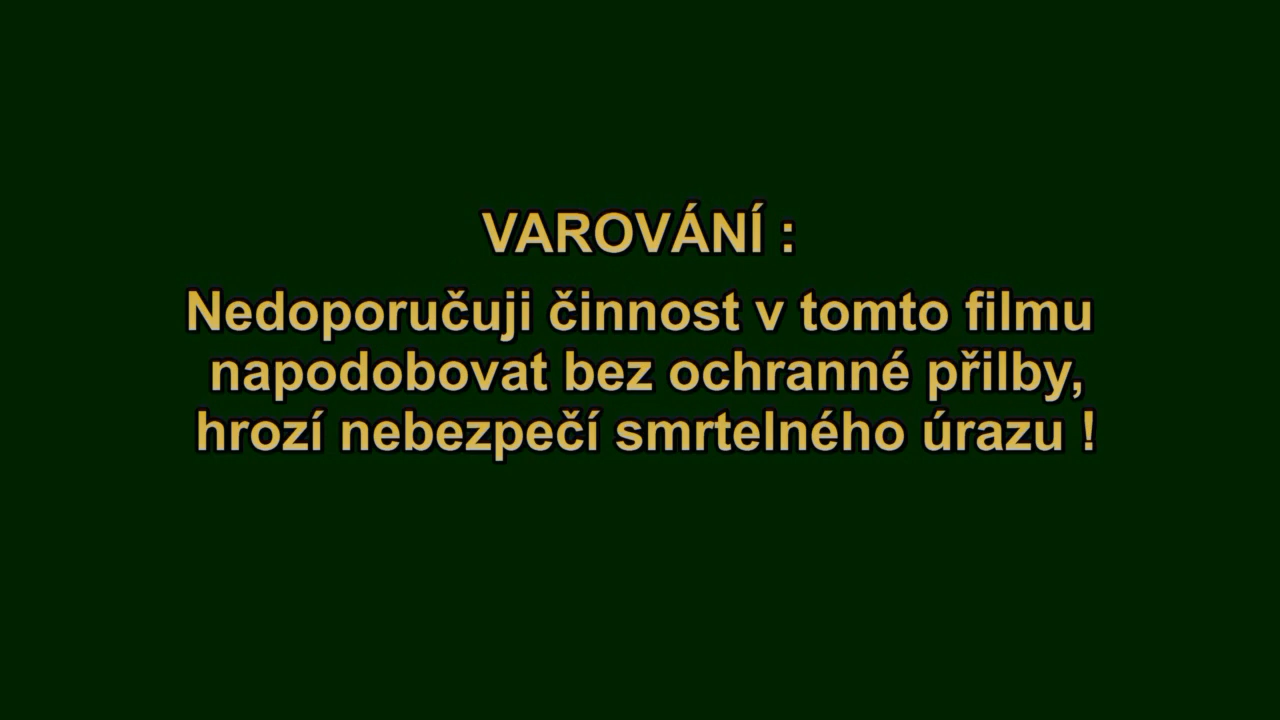 VAROVÁNÍ :
Nedoporučuji činnost v tomto filmu
napodobovat bez ochranné přilby,
hrozí nebezpečí smrtelného úrazu !